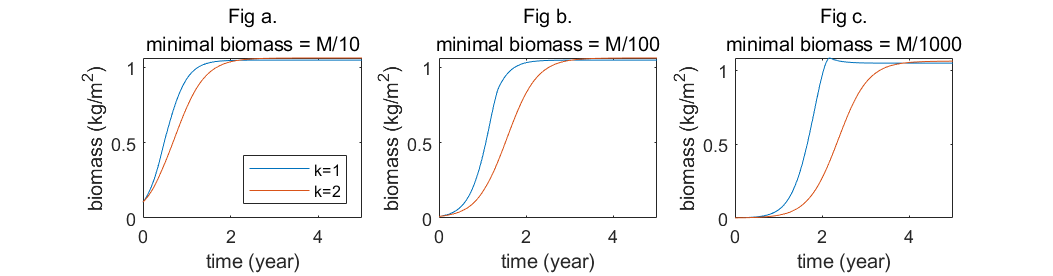 Fig a.
minimal biomass = M/10
biomass (kg/m²)
1
0.5
0
0
2
4
time (year)
k=1
k=2
Fig b.
minimal biomass = M/100
biomass (kg/m²)
1
0.5
0
0
2
4
time (year)
Fig c.
minimal biomass = M/1000
biomass (kg/m²)
1
0.5
0
0
2
4
time (year)